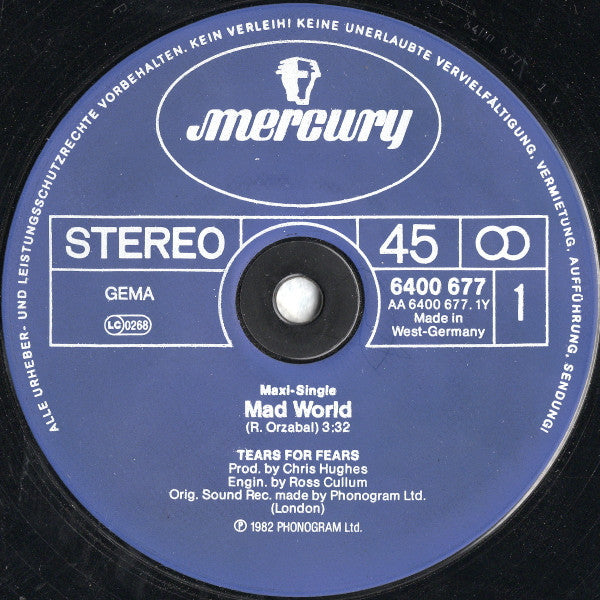 ALLE URHEBER- UND LEISTUNGSSCHUTZRECHTE VORBEHALTEN. KEIN VERLEIH! KEINE UNERLAUBTE VERVIELFÄLTIGUNG, VERMIETUNG, AUFFÜHRUNG, SENDUNG!
mercury
STEREO
45
GEMA
LC 0268
6400 677
AA 6400 677.1Y
Made in
West-Germany
1
Maxi-Single
Mad World
(R. Orzabal) 3:32
TEARS FOR FEARS
Prod. by Chris Hughes
Engin. by Ross Cullum
Orig. Sound Rec. made by Phonogram Ltd.
(London)
℗ 1982 PHONOGRAM Ltd.